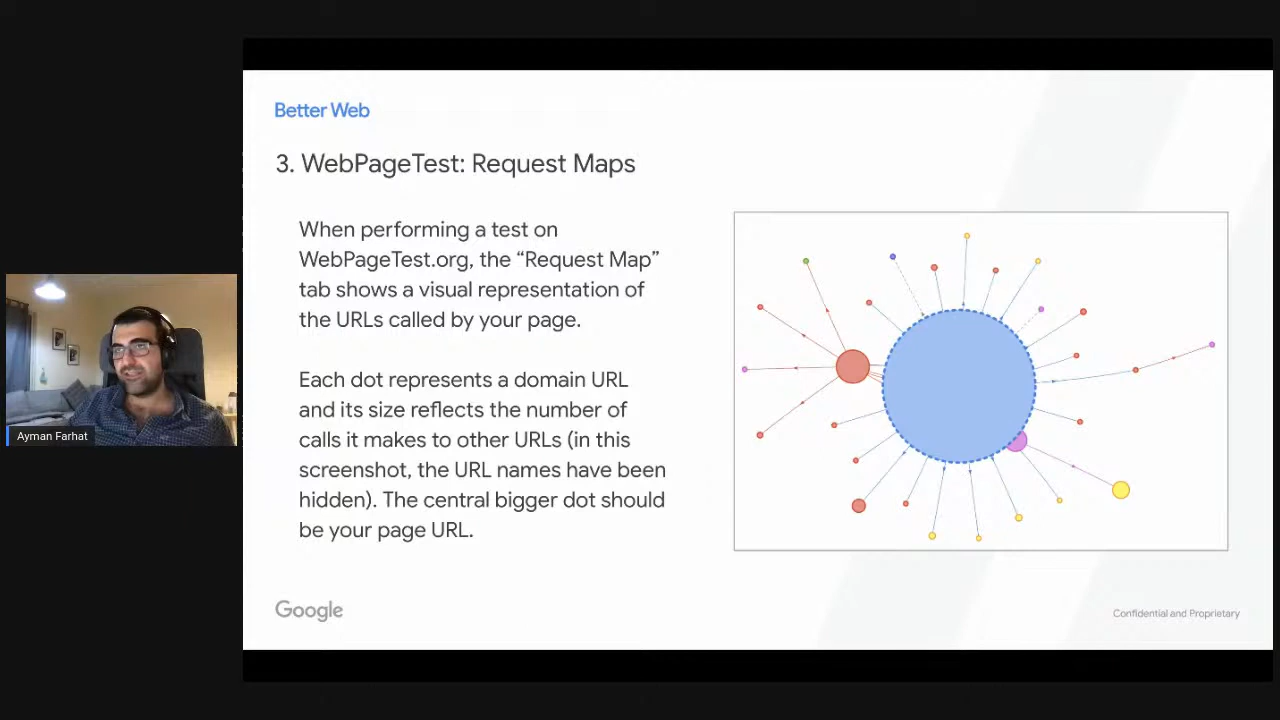 Better Web
3. WebPageTest: Request Maps
When performing a test on
WebPageTest.org, the “Request Map”
tab shows a visual representation of
the URLs called by your page.
Each dot represents a domain URL
and its size reflects the number of
calls it makes to other URLs (in this
screenshot, the URL names have been
hidden). The central bigger dot should
be your page URL.
Ayman Farhat
Google
Confidential and Proprietary